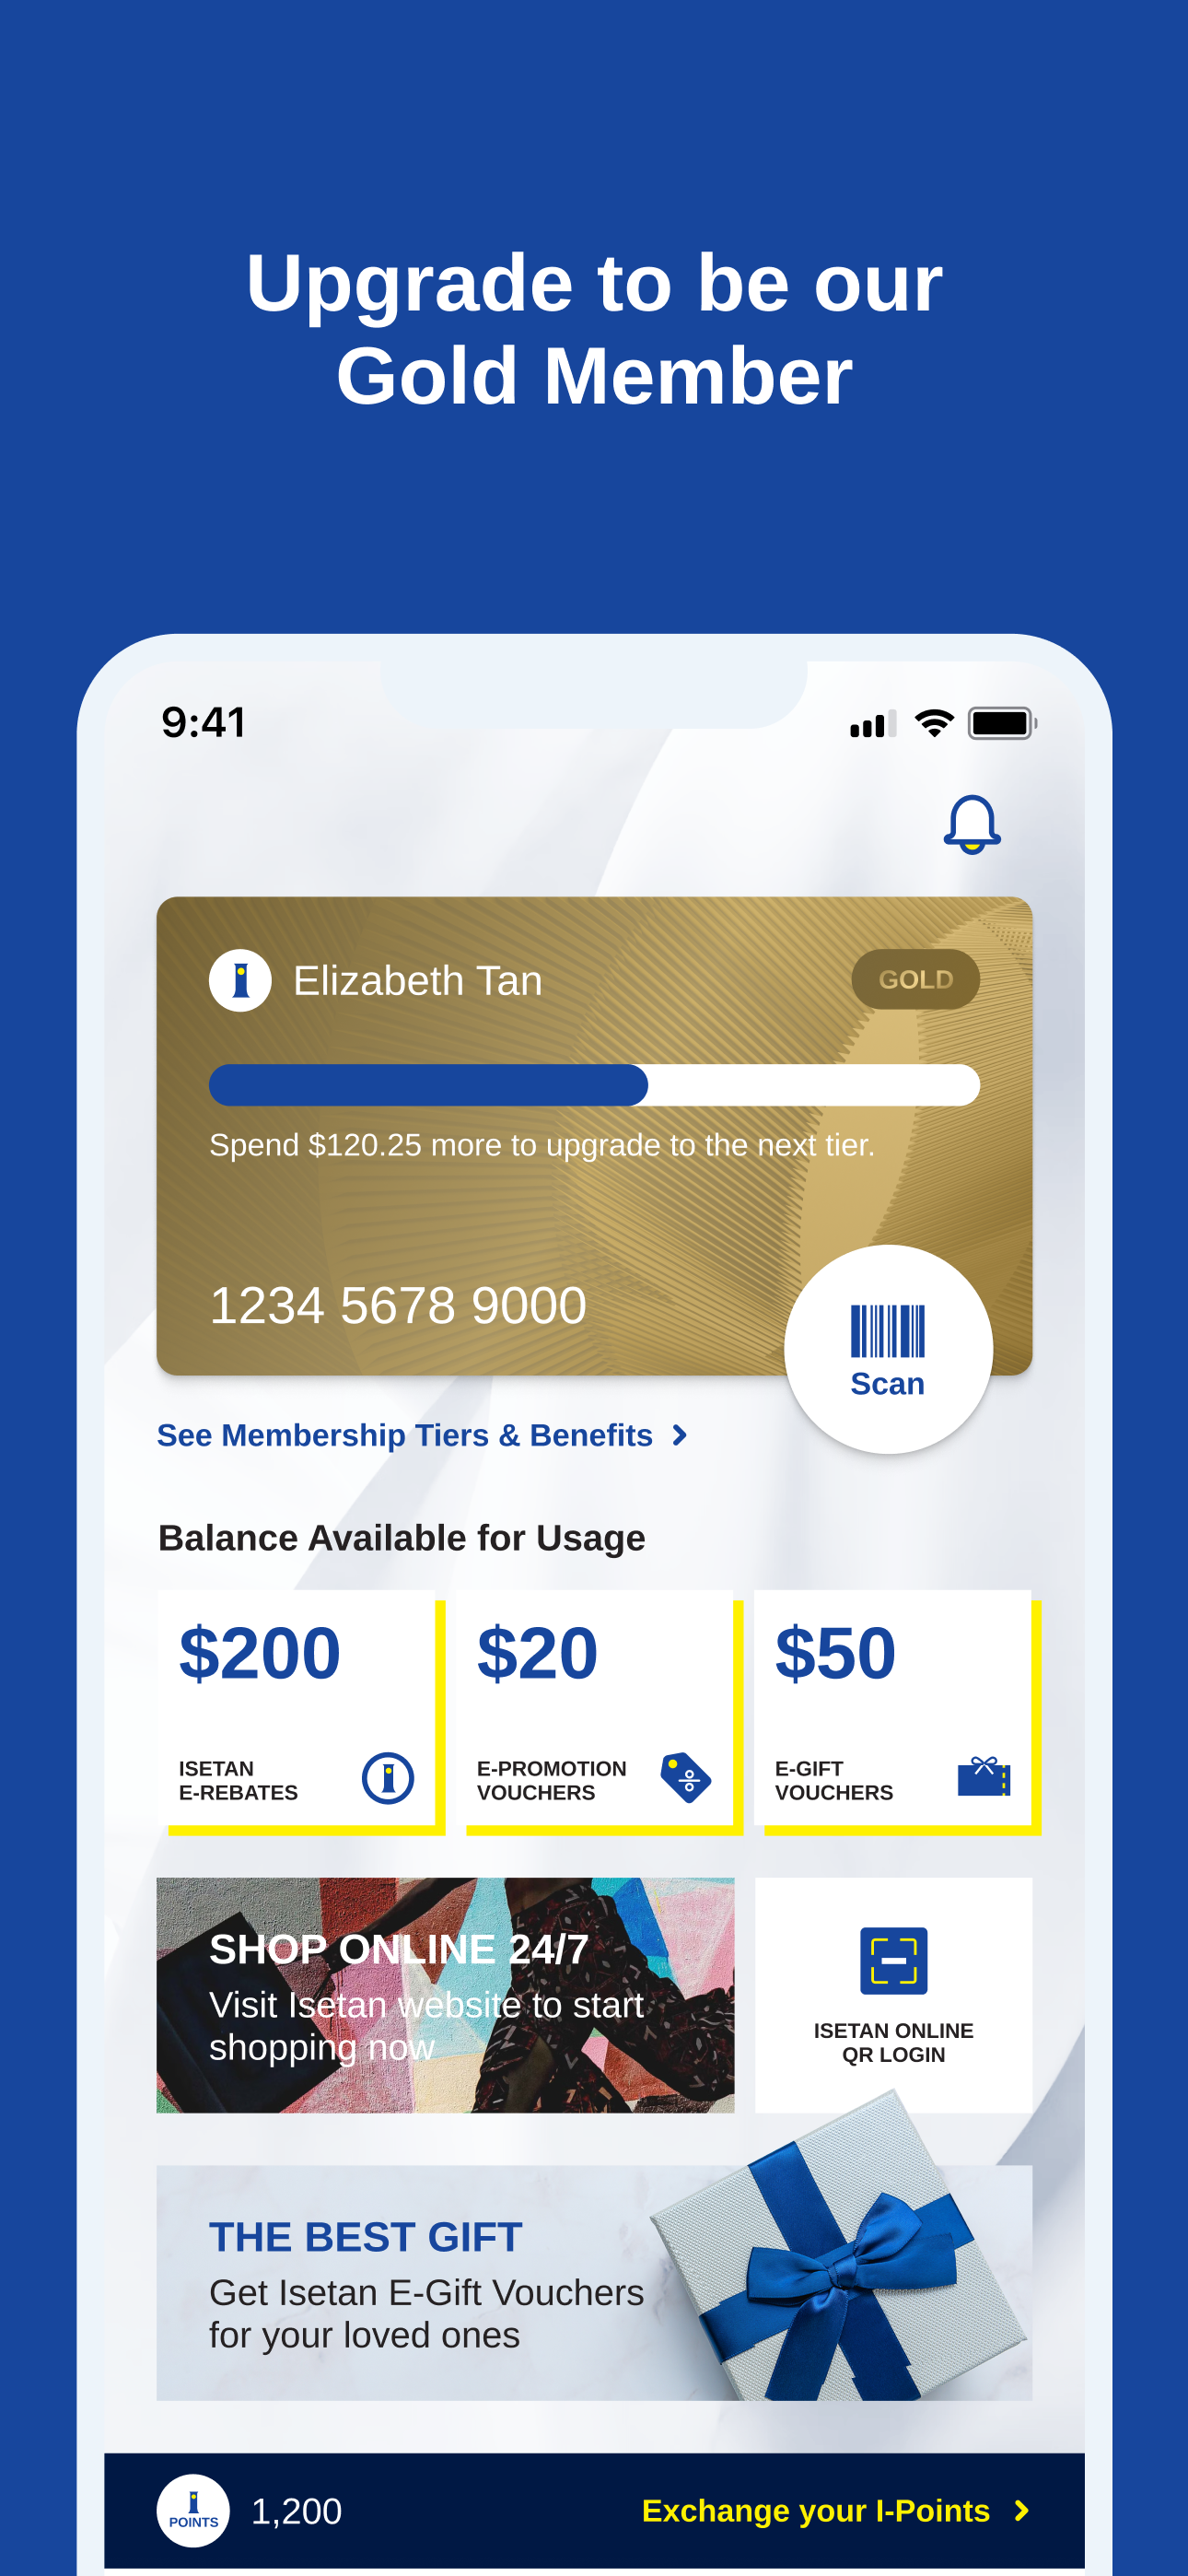 Upgrade to be our
Gold Member
9:41
Elizabeth Tan
GOLD
Spend $120.25 more to upgrade to the next tier.
1234 5678 9000
Scan
See Membership Tiers & Benefits
Balance Available for Usage
$200
ISETAN
E-REBATES
$20
E-PROMOTION
VOUCHERS
$50
E-GIFT
VOUCHERS
SHOP ONLINE 24/7
Visit Isetan website to start
shopping now
ISETAN ONLINE
QR LOGIN
THE BEST GIFT
Get Isetan E-Gift Vouchers
for your loved ones
POINTS
1,200
Exchange your I-Points